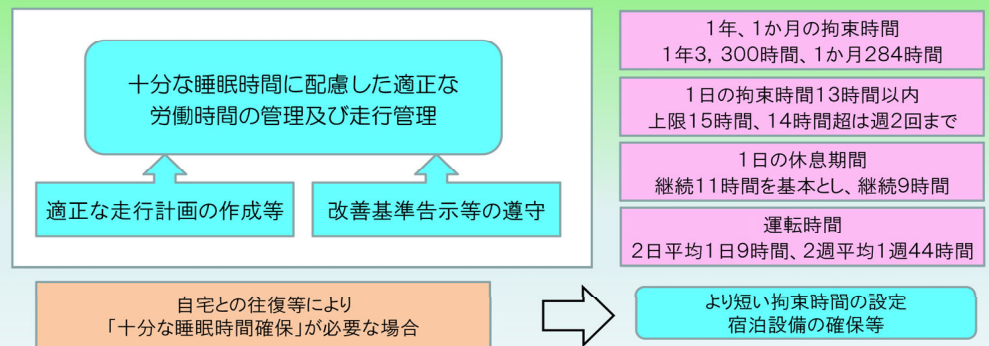 十分な睡眠時間に配慮した適正な
労働時間の管理及び走行管理
適正な走行計画の作成等
改善基準告示等の遵守
1年、1か月の拘束時間
1年3，300時間、1か月284時間
1日の拘束時間13時間以内
上限15時間、14時間超は週2回まで
1日の休息期間
継続11時間を基本とし、継続9時間
運転時間
2日平均1日9時間、2週平均1週44時間
自宅との往復等により
「十分な睡眠時間確保」が必要な場合
より短い拘束時間の設定
宿泊設備の確保等